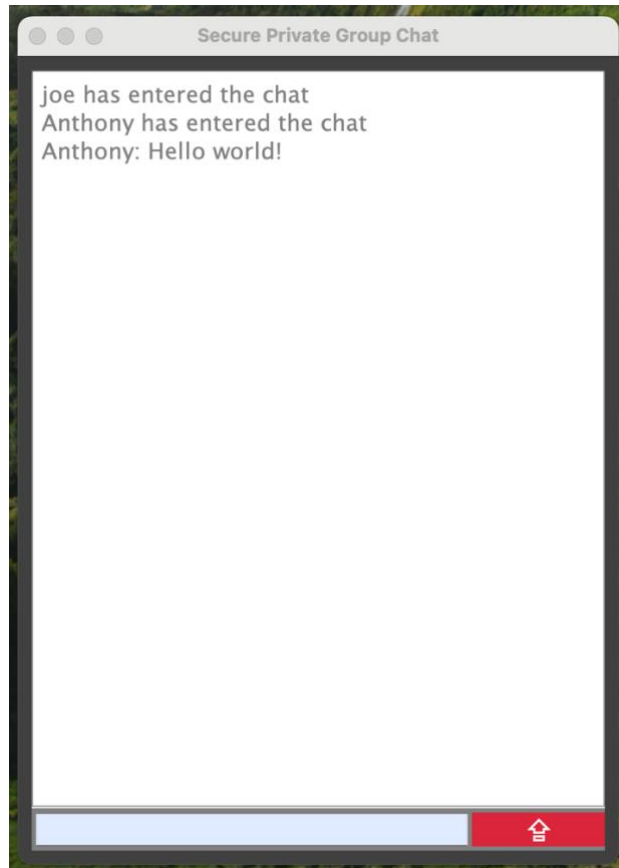 Secure Private Group Chat
joe has entered the chat
Anthony has entered the chat
Anthony: Hello world!